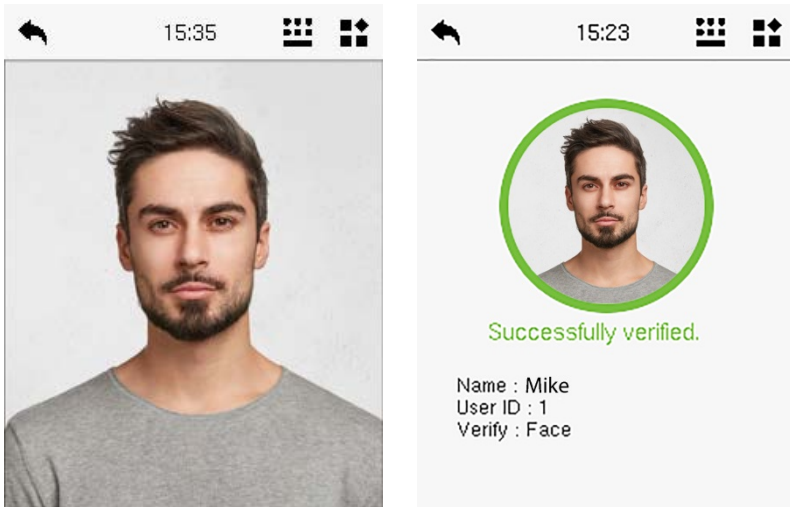 15:35
15:23
Successfully verified.
Name : Mike
User ID : 1
Verify : Face